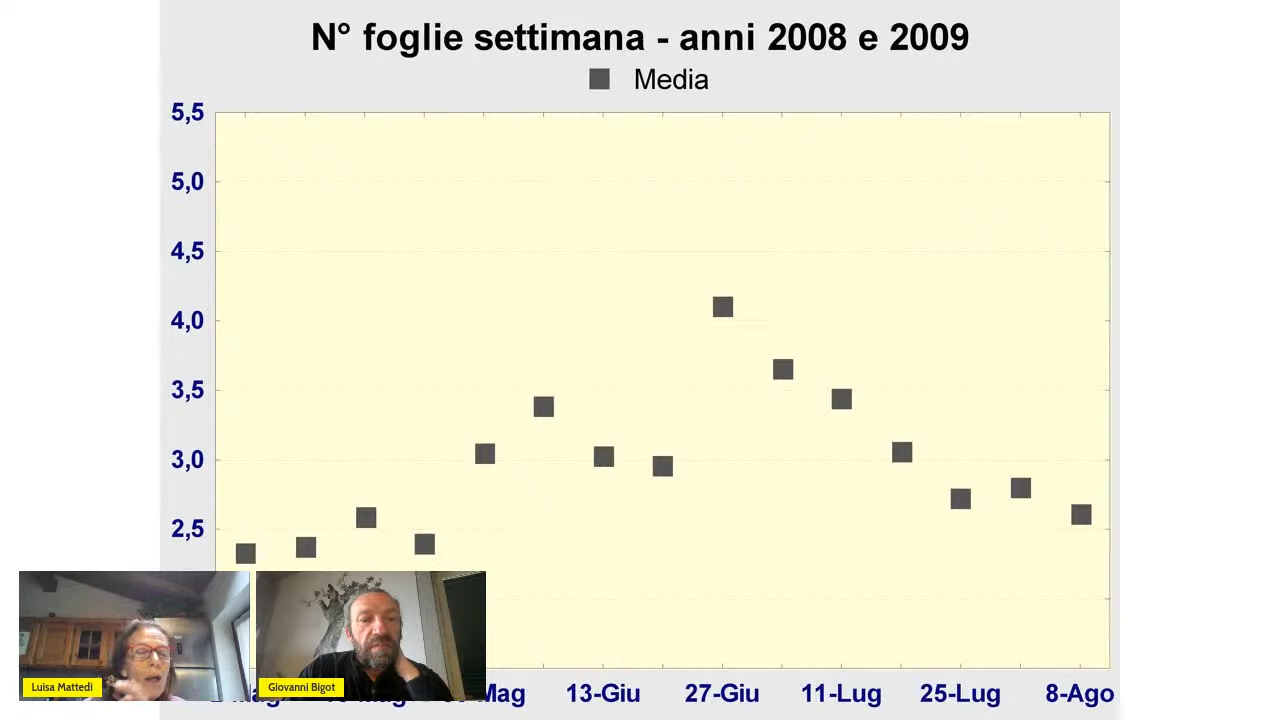 N° foglie settimana - anni 2008 e 2009
Media
5,5
5,0
4,5
4,0
3,5
3,0
2,5
Luisa Mattedi
Giovanni Bigot
Mag 13-Giu 27-Giu 11-Lug 25-Lug 8-Ago